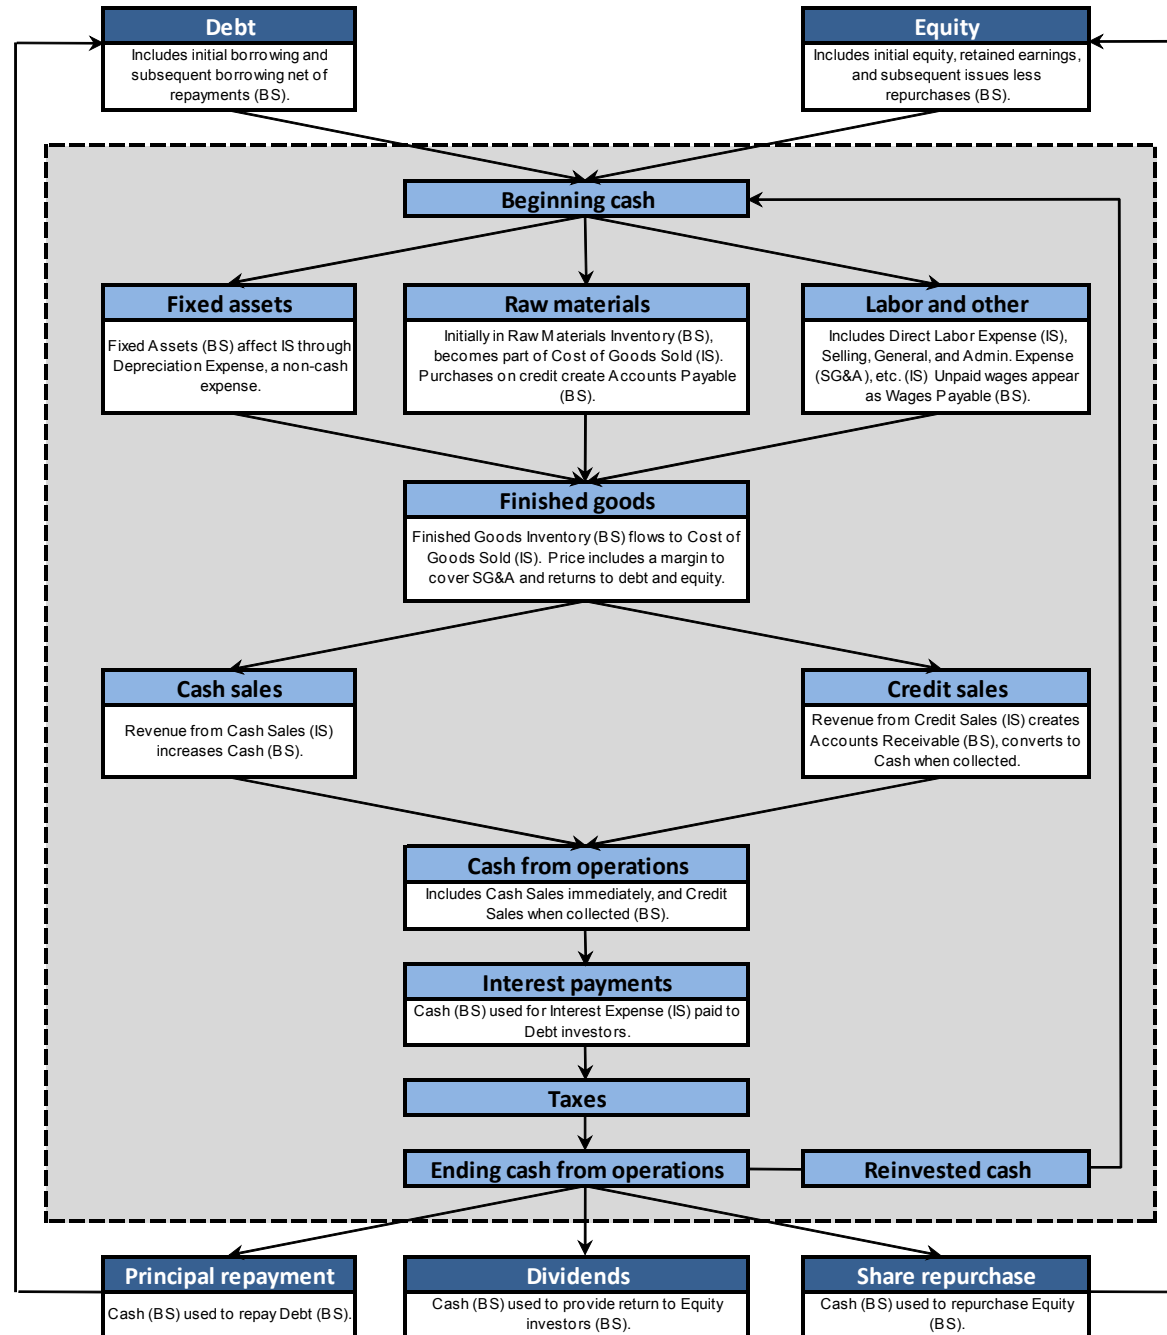 Debt
Includes initial borrowing and
subsequent borrowing net of
repayments (BS).
Equity
Includes initial equity, retained earnings,
and subsequent issues less
repurchases (BS).
Beginning cash
Fixed assets
Fixed Assets (BS) affect IS through
Depreciation Expense, a non-cash
expense.
Raw materials
Initially in Raw Materials Inventory (BS),
becomes part of Cost of Goods Sold (IS).
Purchases on credit create Accounts Payable
(BS).
Labor and other
Includes Direct Labor Expense (IS),
Selling, General, and Admin. Expense
(SG&A), etc. (IS) Unpaid wages appear
as Wages Payable (BS).
Finished goods
Finished Goods Inventory (BS) flows to Cost of
Goods Sold (IS). Price includes a margin to
cover SG&A and returns to debt and equity.
Cash sales
Revenue from Cash Sales (IS)
increases Cash (BS).
Credit sales
Revenue from Credit Sales (IS) creates
Accounts Receivable (BS), converts to
Cash when collected.
Cash from operations
Includes Cash Sales immediately, and Credit
Sales when collected (BS).
Interest payments
Cash (BS) used for Interest Expense (IS) paid to
Debt investors.
Taxes
Ending cash from operations
Reinvested cash
Principal repayment
Cash (BS) used to repay Debt (BS).
Dividends
Cash (BS) used to provide return to Equity
investors (BS).
Share repurchase
Cash (BS) used to repurchase Equity
(BS).